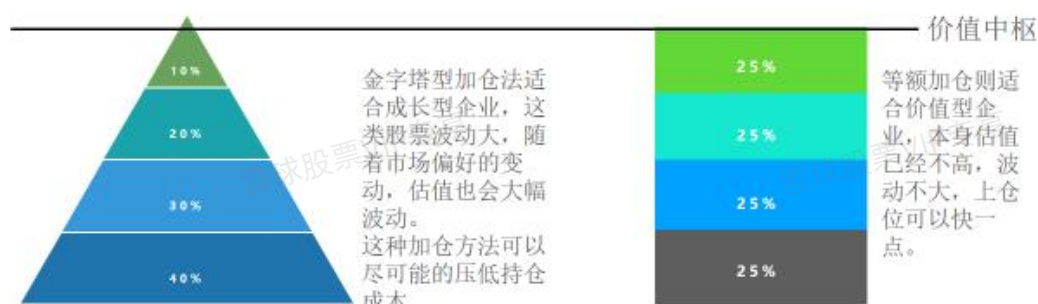 价值中枢
10%
20%
30%
40%
金字塔型加仓法适
合成长型企业，这
类股票波动大，随
着市场偏好的变
动，估值也会大幅
波动。
这种加仓方法可以
尽可能的压低持仓
成本
25%
25%
25%
25%
等额加仓则适
合价值型企
业，本身估值
已经不高，波
动不大，上仓
位可以快一
点。